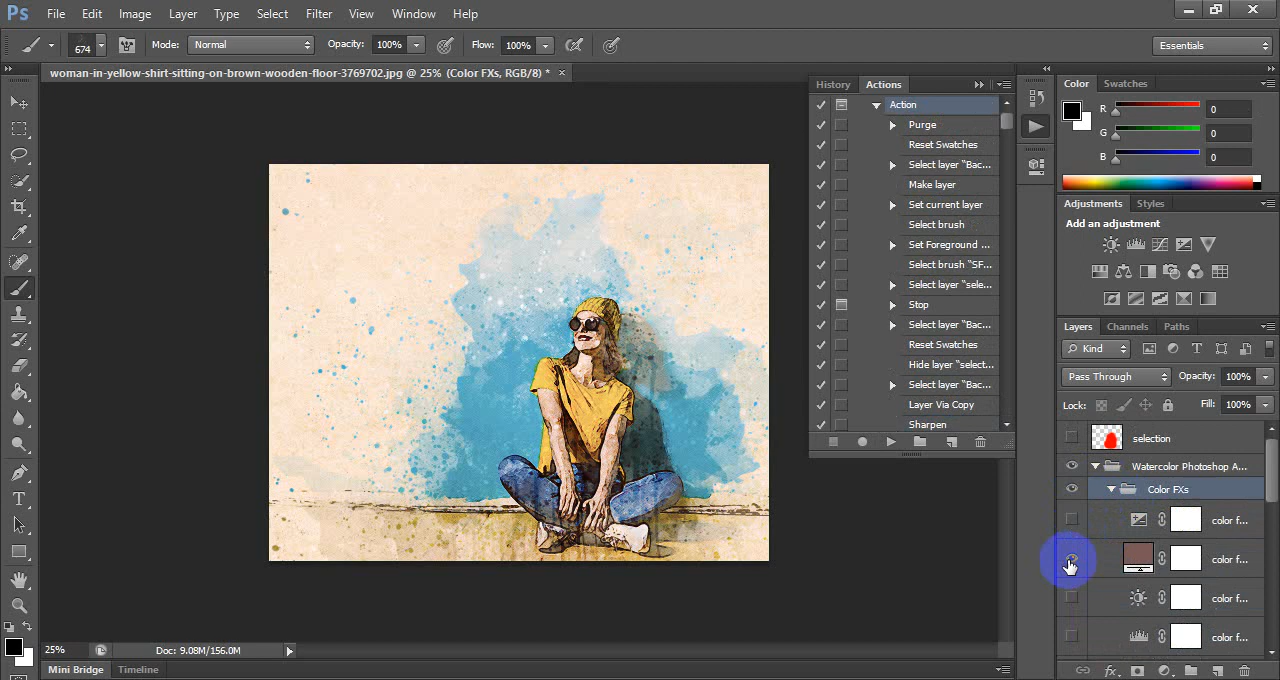 Ps File Edit Image Layer Type Select Filter View Window Help
674 Mode: Normal Opacity: 100% Flow: 100% Essentials
woman-in-yellow-shirt-sitting-on-brown-wooden-floor-3769702.jpg @ 25% (Color FXs, RGB/8) * ×
History Actions
Action
Purge
Reset Swatches
Select layer "Bac...
Make layer
Set current layer
Select brush
Set Foreground ...
Select brush "SF...
Select layer "sele...
Stop
Select layer "Bac...
Reset Swatches
Hide layer "select...
Select layer "Bac...
Layer Via Copy
Sharpen
Color Swatches
R 0
G 0
B 0
Adjustments Styles
Add an adjustment
Layers Channels Paths
Kind
Pass Through Opacity: 100%
Lock: Fill: 100%
selection
Watercolor Photoshop A...
Color FXs
color f...
color f...
color f...
color f...
fx
25% Doc: 9.08M/156.0M
Mini Bridge Timeline